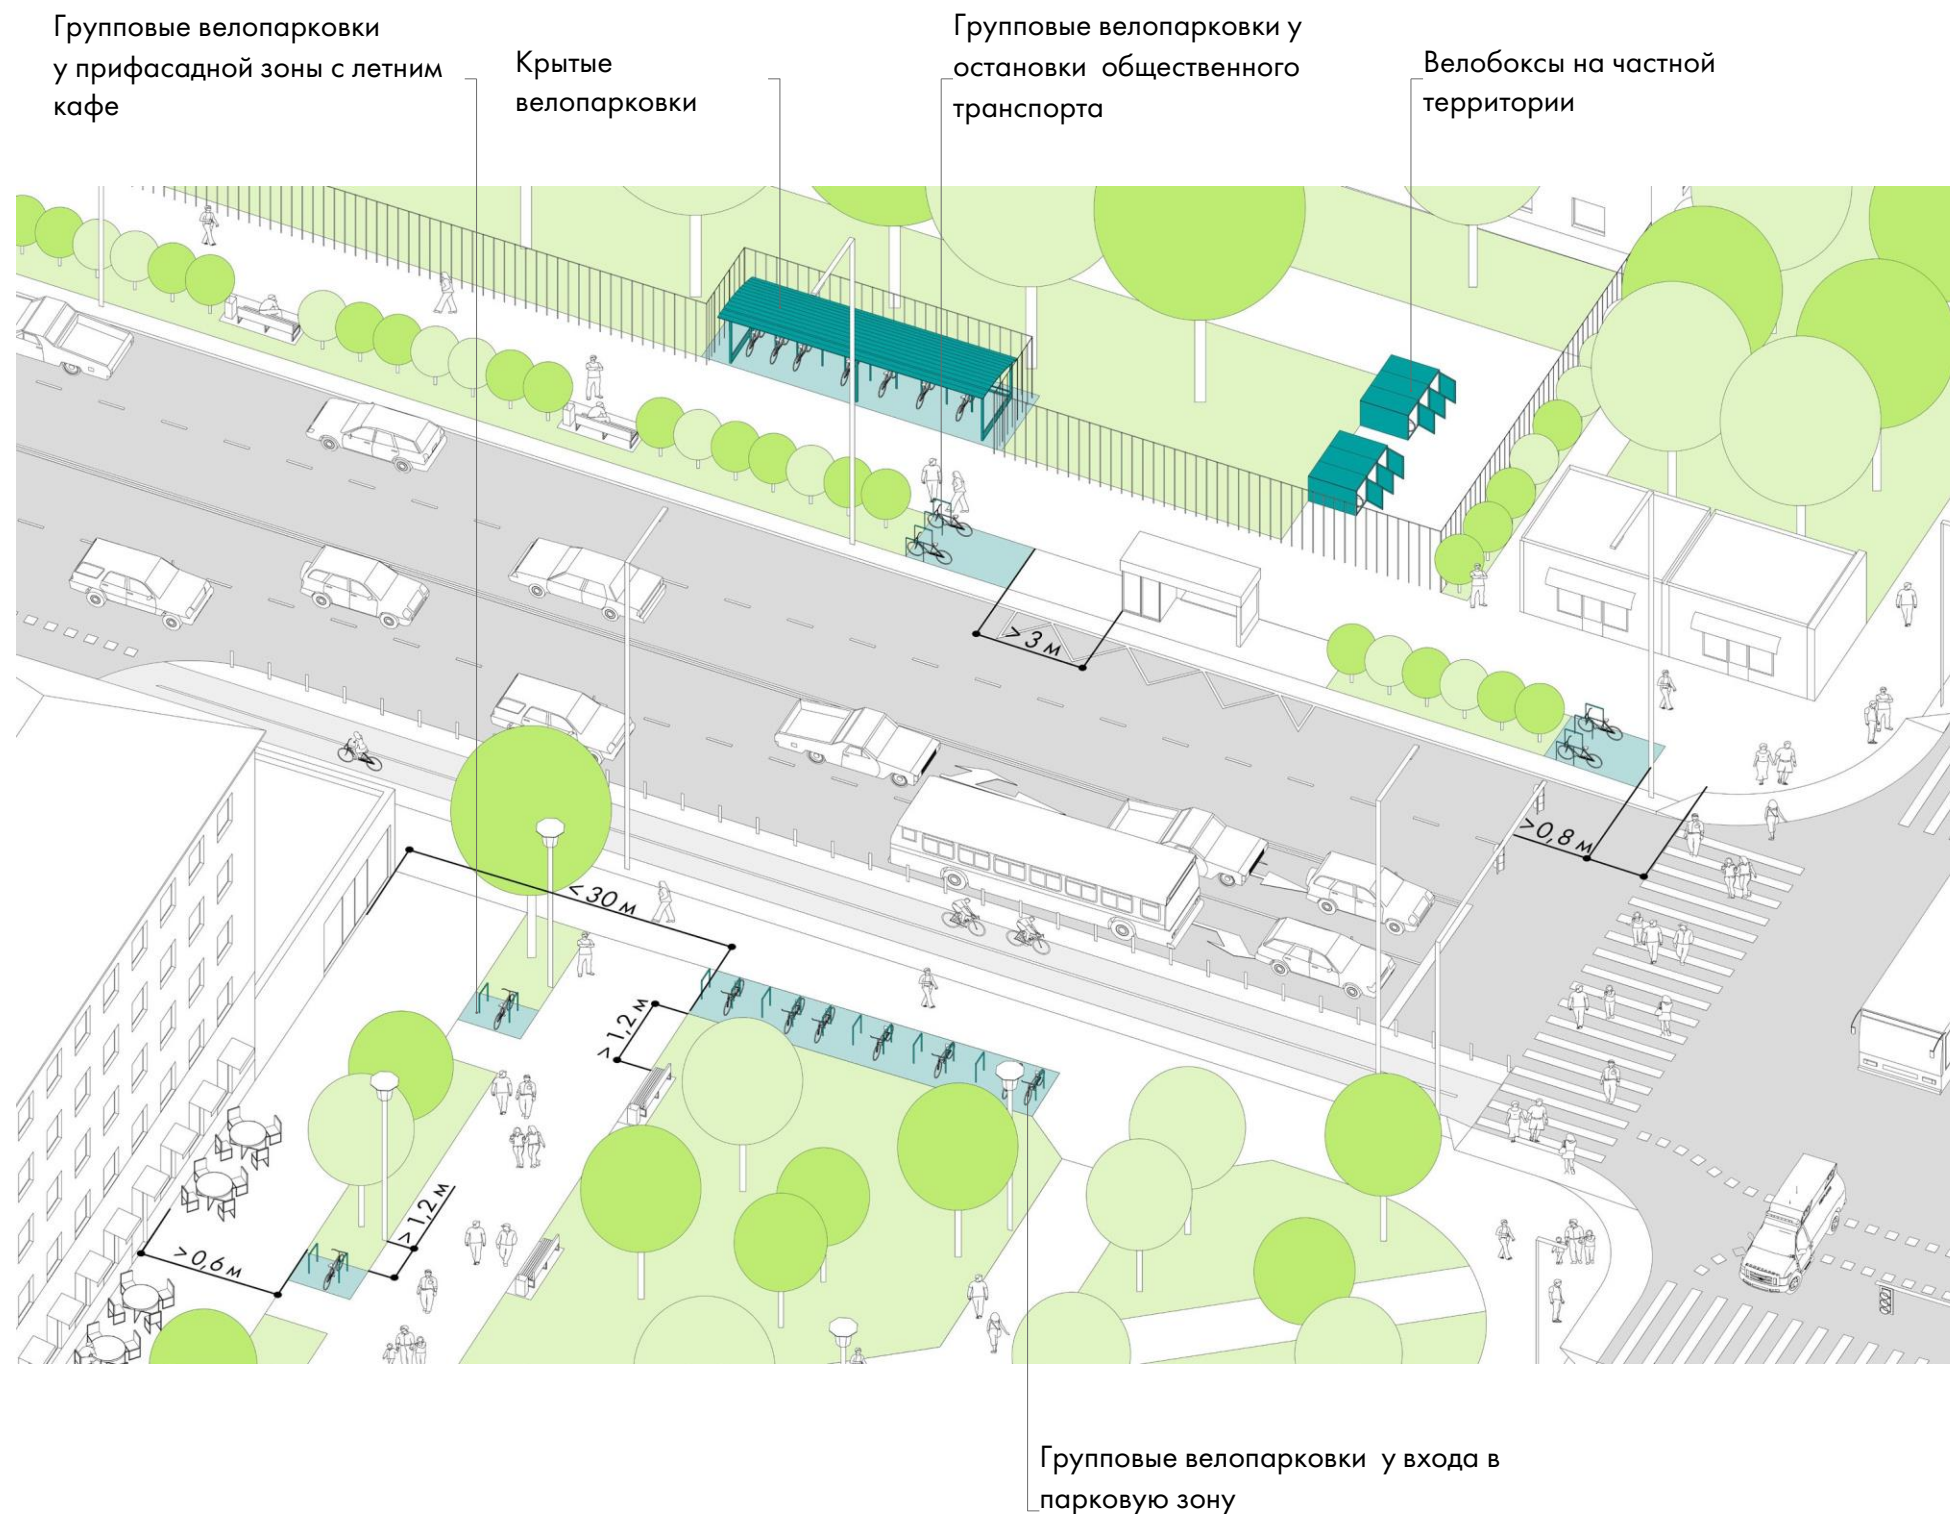 Групповые велопарковки
у прифасадной зоны с летним
кафе
Крытые
велопарковки
Групповые велопарковки у
остановки общественного
транспорта
Велобоксы на частной
территории
> 3 м
>0,8 м
<30 м
> 1,2 м
> 1,2 м
> 0,6 м
Групповые велопарковки у входа в
парковую зону